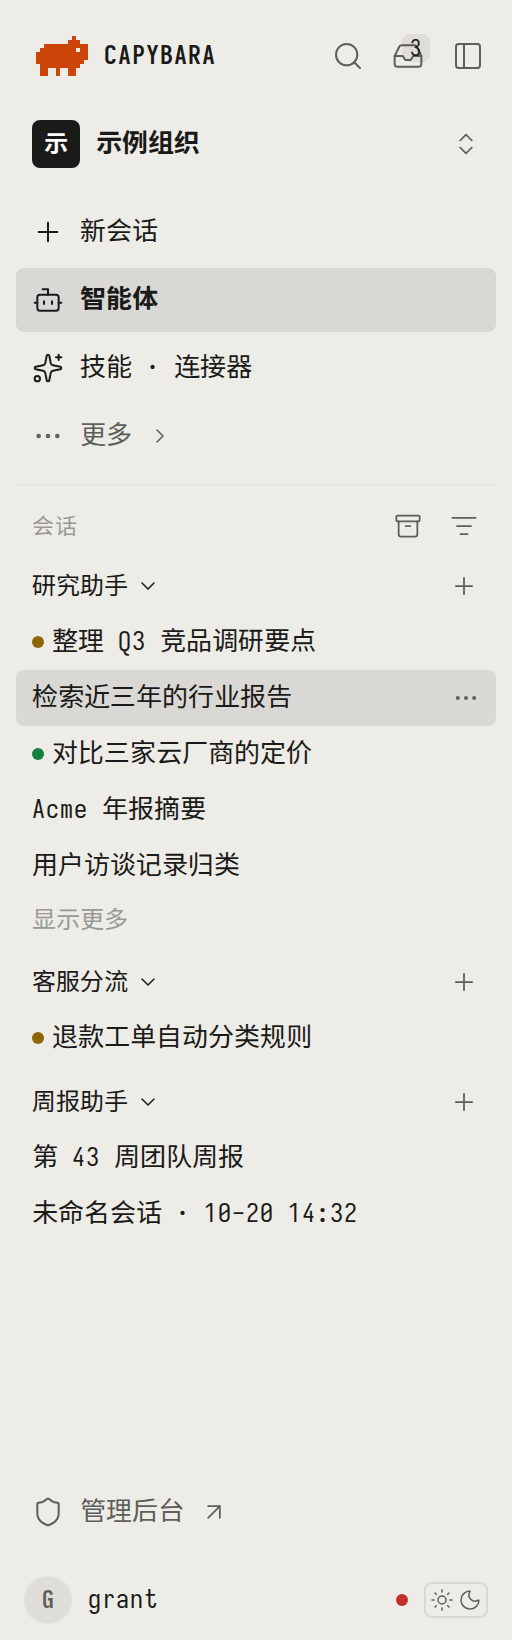 CAPYBARA 3
示 示例组织
新会话
智能体
技能 · 连接器
更多
会话
研究助手
整理 Q3 竞品调研要点
检索近三年的行业报告
对比三家云厂商的定价
Acme 年报摘要
用户访谈记录归类
显示更多
客服分流
退款工单自动分类规则
周报助手
第 43 周团队周报
未命名会话 · 10-20 14:32
管理后台
G grant